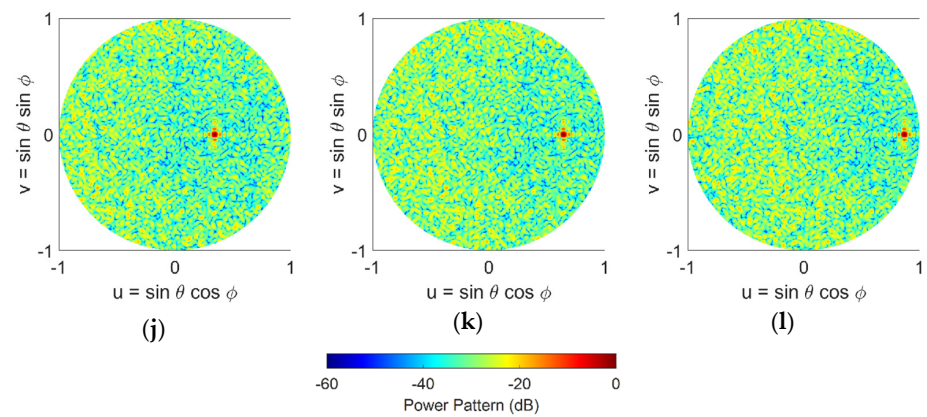 1
0
-1
-1 0 1
v = sin θ sin ϕ
u = sin θ cos ϕ
(j)
1
0
-1
-1 0 1
v = sin θ sin ϕ
u = sin θ cos ϕ
(k)
1
0
-1
-1 0 1
v = sin θ sin ϕ
u = sin θ cos ϕ
(l)
-60 -40 -20 0
Power Pattern (dB)